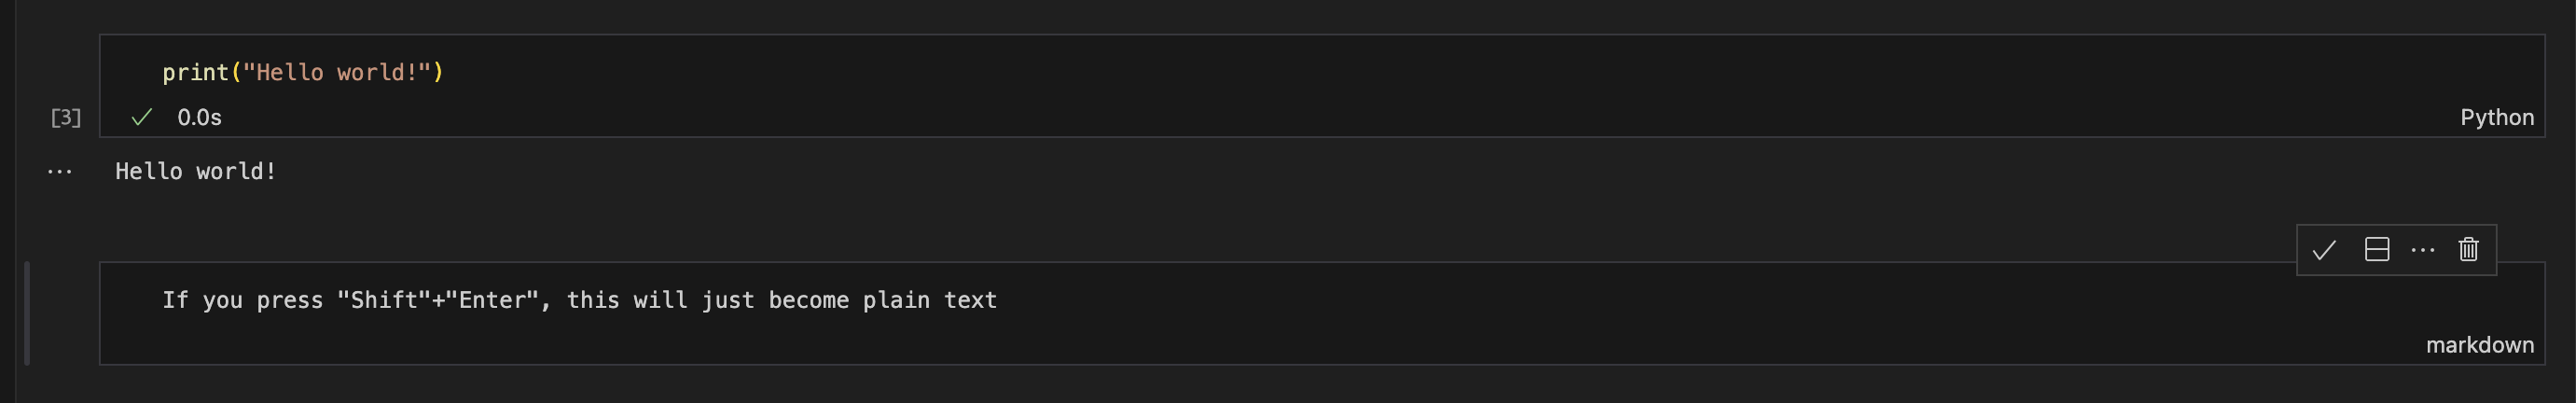 print("Hello world!")
[3] ✓ 0.0s Python
... Hello world!
If you press "Shift"+"Enter", this will just become plain text
markdown